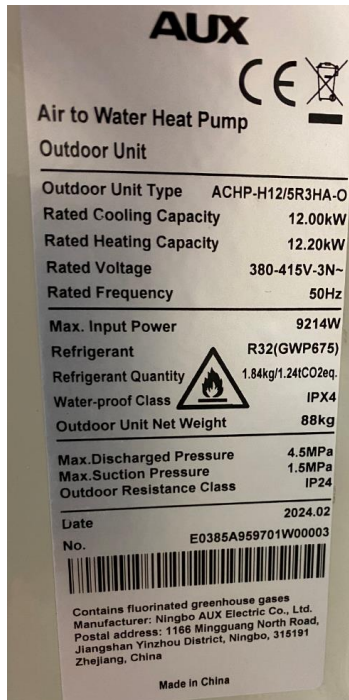 AUX
CE
Air to Water Heat Pump
Outdoor Unit
Outdoor Unit Type ACHP-H12/5R3HA-O
Rated Cooling Capacity 12.00kW
Rated Heating Capacity 12.20kW
Rated Voltage 380-415V-3N~
Rated Frequency 50Hz
Max. Input Power 9214W
Refrigerant R32(GWP675)
Refrigerant Quantity 1.84kg/1.24tCO2eq.
Water-proof Class IPX4
Outdoor Unit Net Weight 88kg
Max.Discharged Pressure 4.5MPa
Max.Suction Pressure 1.5MPa
Outdoor Resistance Class IP24
Date 2024.02
No. E0385A959701W00003
Contains fluorinated greenhouse gases
Manufacturer: Ningbo AUX Electric Co., Ltd.
Postal address: 1166 Mingguang North Road,
Jiangshan Yinzhou District, Ningbo, 315191
Zhejiang, China
Made in China